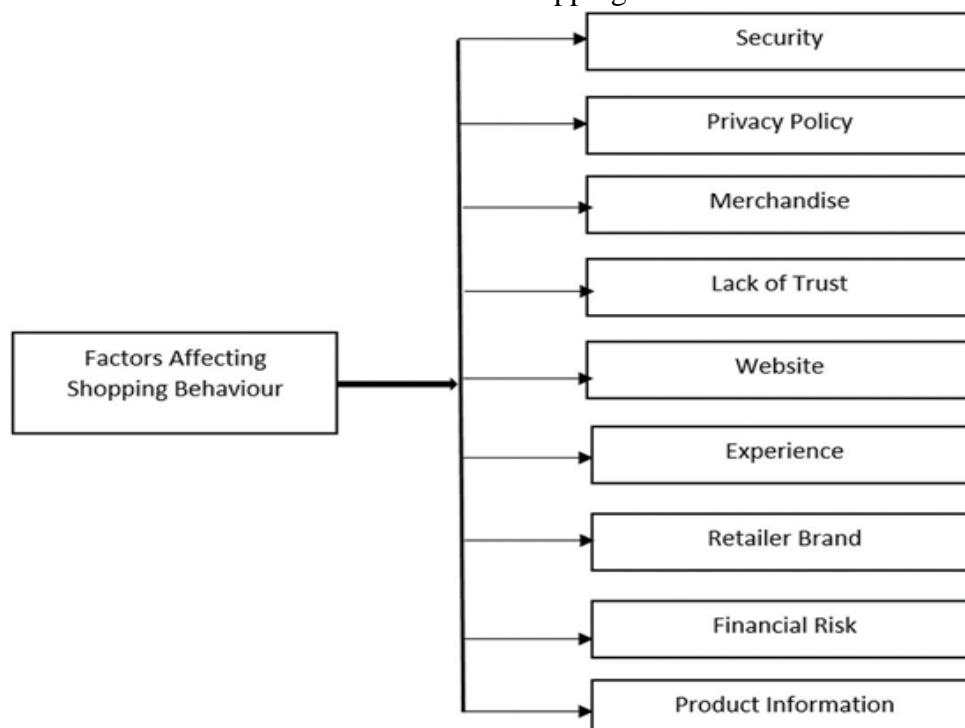 Security
Privacy Policy
Merchandise
Lack of Trust
Factors Affecting
Shopping Behaviour
Website
Experience
Retailer Brand
Financial Risk
Product Information